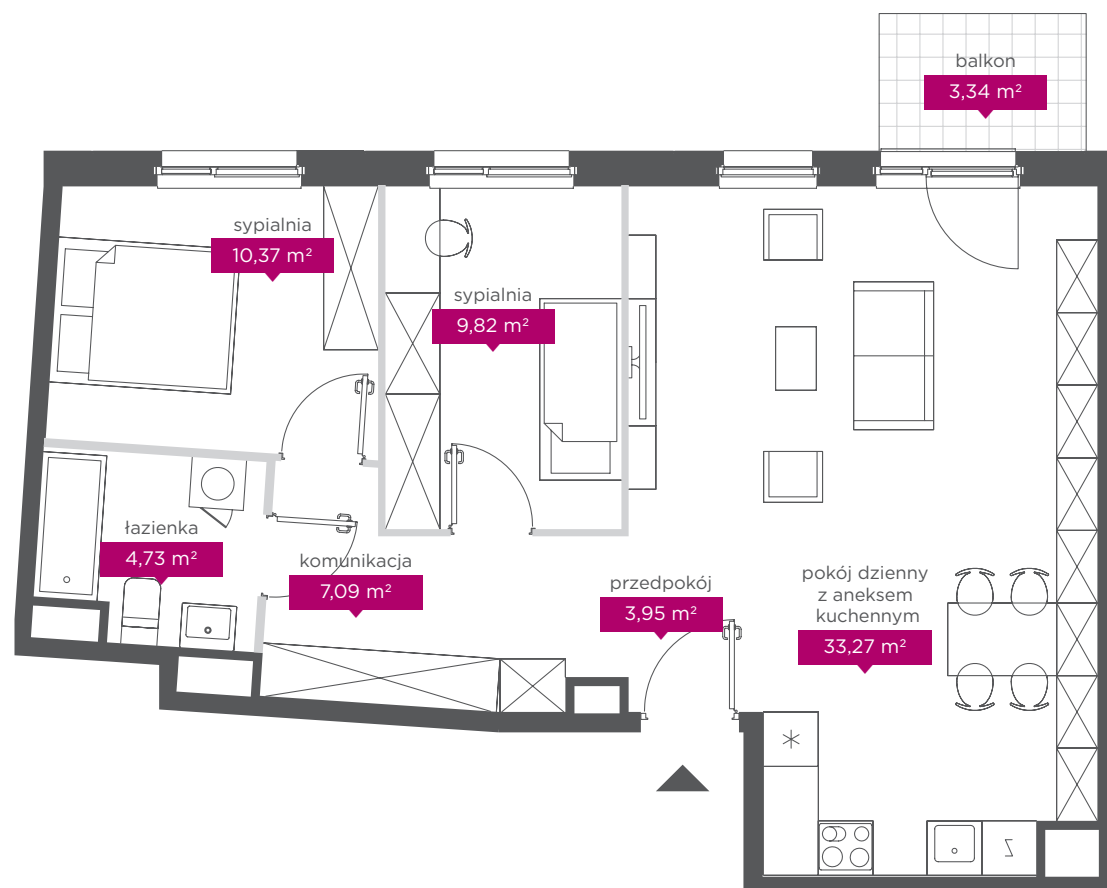 balkon
3,34 m²
sypialnia
10,37 m²
sypialnia
9,82 m²
łazienka
4,73 m²
komunikacja
7,09 m²
przedpokój
3,95 m²
pokój dzienny
z aneksem
kuchennym
33,27 m²
Z